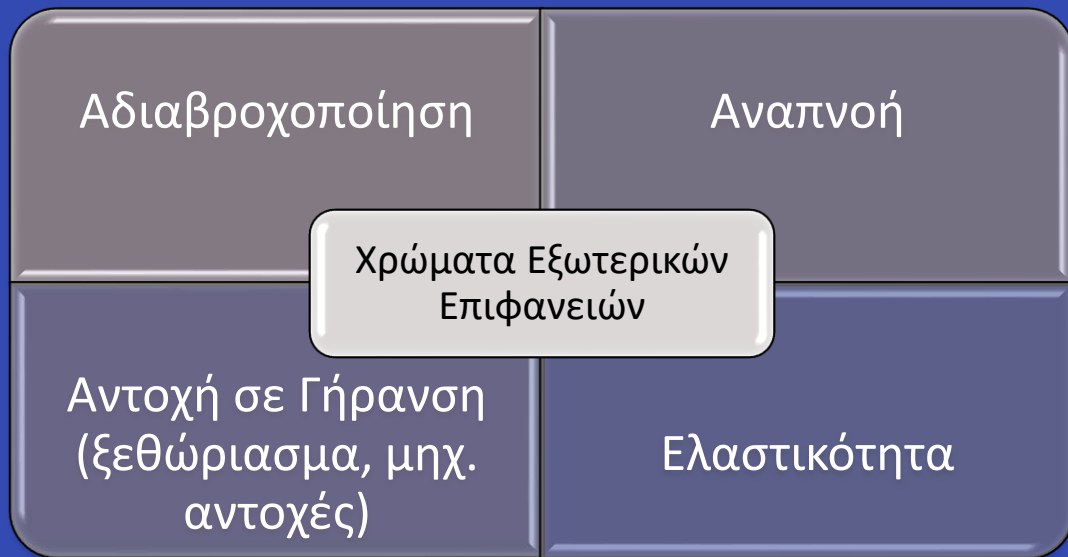 Αδιαβροχοποίηση
Αναπνοή
Χρώματα Εξωτερικών
Επιφανειών
Αντοχή σε Γήρανση
(ξεθώριασμα, μηχ.
αντοχές)
Ελαστικότητα